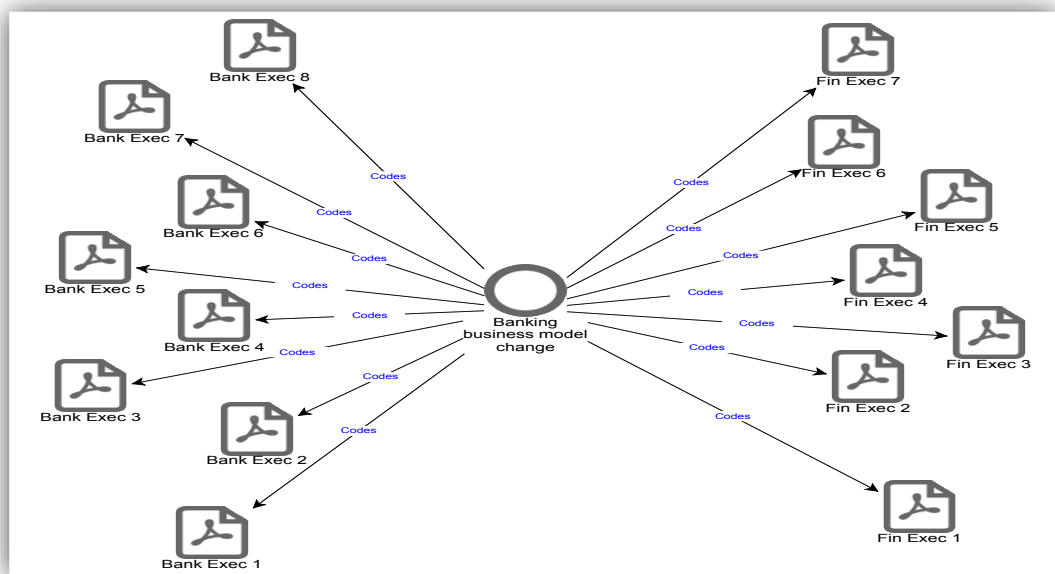 Bank Exec 8
Fin Exec 7
Bank Exec 7
Fin Exec 6
Codes
Codes
Bank Exec 6
Codes
Codes
Fin Exec 5
Codes
Codes
Bank Exec 5
Codes
Codes
Fin Exec 4
Codes
Codes
Bank Exec 4
Banking
business model
change
Codes
Codes
Fin Exec 3
Bank Exec 3
Codes
Fin Exec 2
Codes
Codes
Bank Exec 2
Fin Exec 1
Bank Exec 1